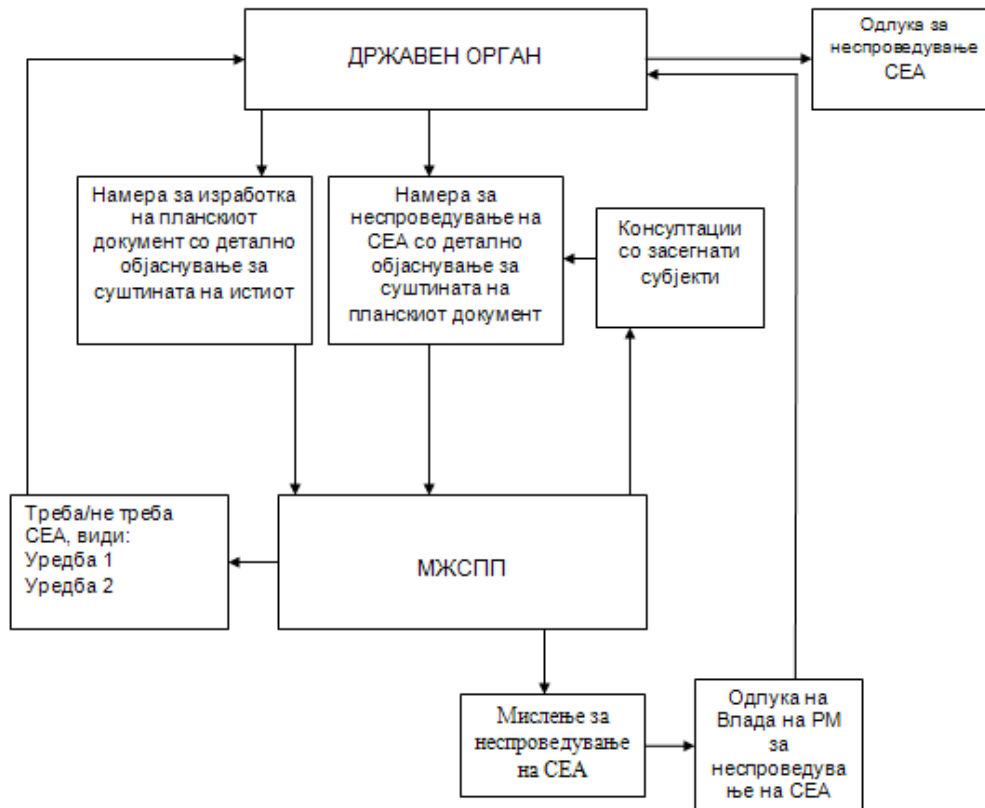 ДРЖАВЕН ОРГАН
Одлука за
неспроведување
СЕА
Намера за изработка
на планскиот
документ со детално
објаснување за
суштината на истиот
Намера за
неспроведување на
СЕА со детално
објаснување за
суштината на
планскиот документ
Консултации
со засегнати
субјекти
Треба/не треба
СЕА, види:
Уредба 1
Уредба 2
МЖСПП
Мислење за
неспроведување
на СЕА
Одлука на
Влада на РМ
за
неспроведува
ње на СЕА